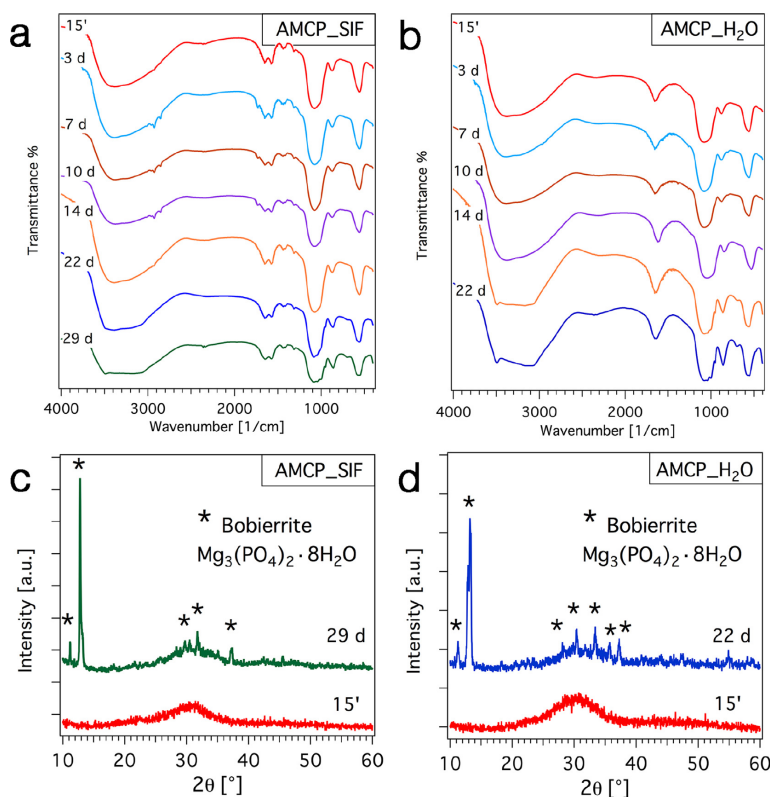 a
AMCP_SIF
15'
3 d
7 d
10 d
14 d
22 d
29 d
Transmittance %
4000 3000 2000 1000
Wavenumber [1/cm]
b
AMCP_H₂O
15'
3 d
7 d
10 d
14 d
22 d
Transmittance %
4000 3000 2000 1000
Wavenumber [1/cm]
c
AMCP_SIF
*
* Bobierrite
Mg₃(PO₄)₂·8H₂O
* * * *
29 d
15'
Intensity [a.u.]
10 20 30 40 50 60
2θ [°]
d
AMCP_H₂O
*
* Bobierrite
Mg₃(PO₄)₂·8H₂O
* * * * * *
22 d
15'
Intensity [a.u.]
10 20 30 40 50 60
2θ [°]